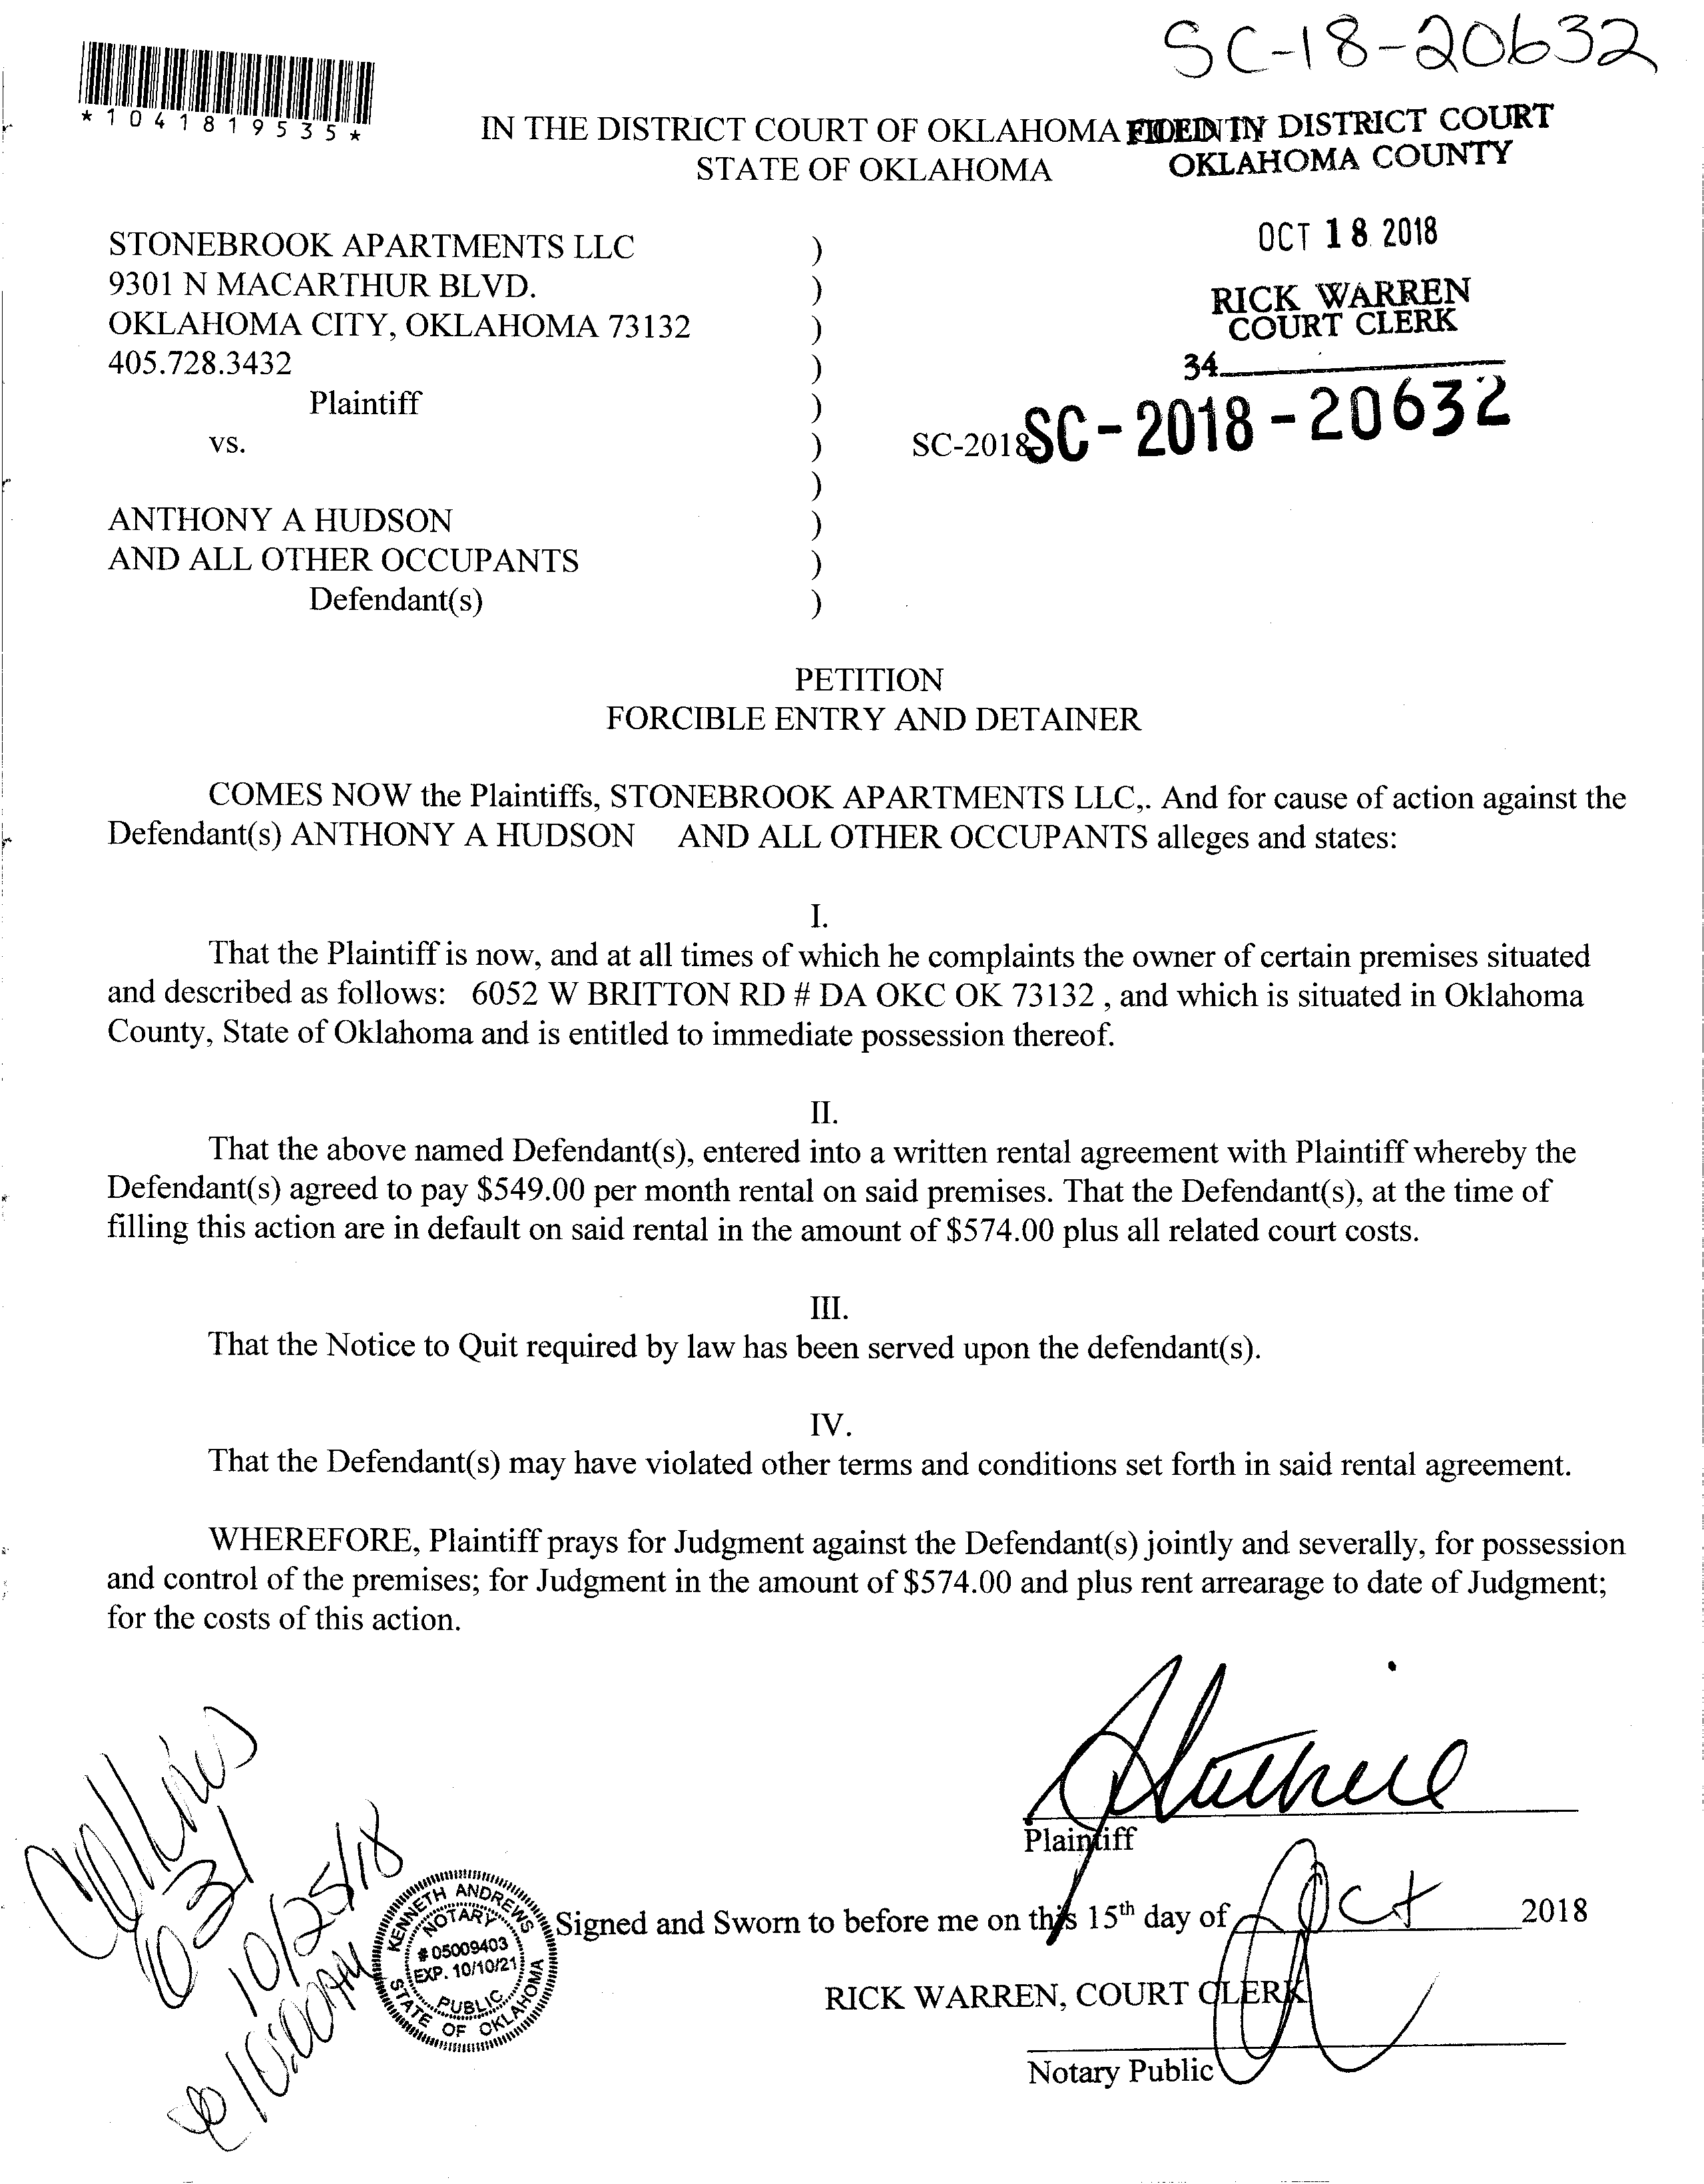 SC-18-20632
*1041819535*
IN THE DISTRICT COURT OF OKLAHOMA
FILED IN DISTRICT COURT
STATE OF OKLAHOMA
OKLAHOMA COUNTY
OCT 18 2018
RICK WARREN
COURT CLERK
34
STONEBROOK APARTMENTS LLC )
9301 N MACARTHUR BLVD. )
OKLAHOMA CITY, OKLAHOMA 73132 )
405.728.3432 )
Plaintiff )
vs. ) SC-2018- SC-2018-20632
)
ANTHONY A HUDSON )
AND ALL OTHER OCCUPANTS )
Defendant(s) )
PETITION
FORCIBLE ENTRY AND DETAINER
COMES NOW the Plaintiffs, STONEBROOK APARTMENTS LLC,. And for cause of action against the
Defendant(s) ANTHONY A HUDSON AND ALL OTHER OCCUPANTS alleges and states:
I.
That the Plaintiff is now, and at all times of which he complaints the owner of certain premises situated
and described as follows: 6052 W BRITTON RD # DA OKC OK 73132 , and which is situated in Oklahoma
County, State of Oklahoma and is entitled to immediate possession thereof.
II.
That the above named Defendant(s), entered into a written rental agreement with Plaintiff whereby the
Defendant(s) agreed to pay $549.00 per month rental on said premises. That the Defendant(s), at the time of
filling this action are in default on said rental in the amount of $574.00 plus all related court costs.
III.
That the Notice to Quit required by law has been served upon the defendant(s).
IV.
That the Defendant(s) may have violated other terms and conditions set forth in said rental agreement.
WHEREFORE, Plaintiff prays for Judgment against the Defendant(s) jointly and severally, for possession
and control of the premises; for Judgment in the amount of $574.00 and plus rent arrearage to date of Judgment;
for the costs of this action.
Plaintiff
Collins
031
10/25/18
@10:00AM
KENNETH ANDREWS
NOTARY
# 05009403
EXP. 10/10/21
PUBLIC
STATE OF OKLAHOMA
Signed and Sworn to before me on this 15th day of Oct 2018
RICK WARREN, COURT CLERK
Notary Public